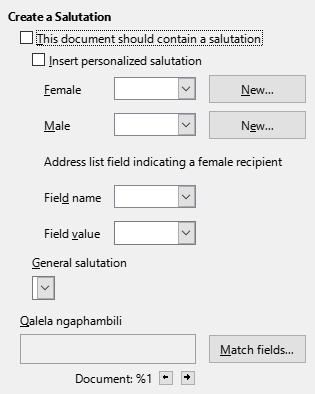 Create a Salutation
This document should contain a salutation
Insert personalized salutation
Female New...
Male New...
Address list field indicating a female recipient
Field name
Field value
General salutation
Qalela ngaphambili
Match fields...
Document: %1